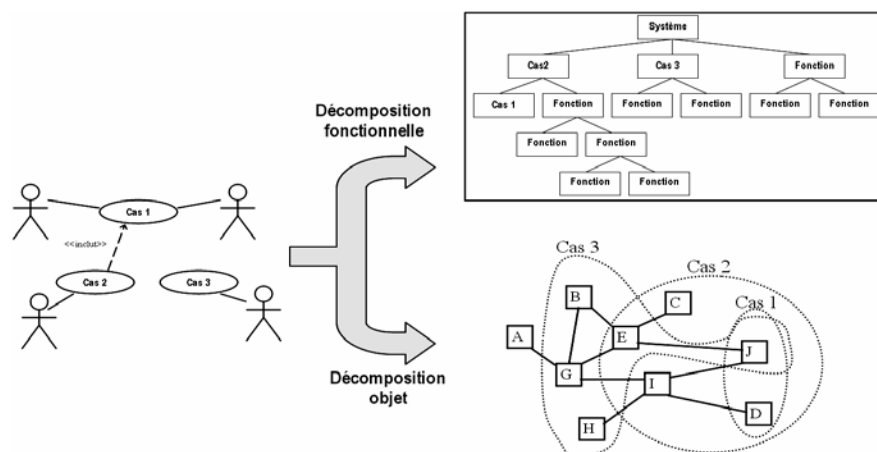 Cas 1
<<inclut>>
Cas 2
Cas 3
Décomposition
fonctionnelle
Décomposition
objet
Système
Cas2 Cas 3 Fonction
Cas 1 Fonction Fonction Fonction Fonction Fonction
Fonction Fonction
Fonction Fonction
Cas 3
Cas 2
Cas 1
B C
A E J
G I
H D